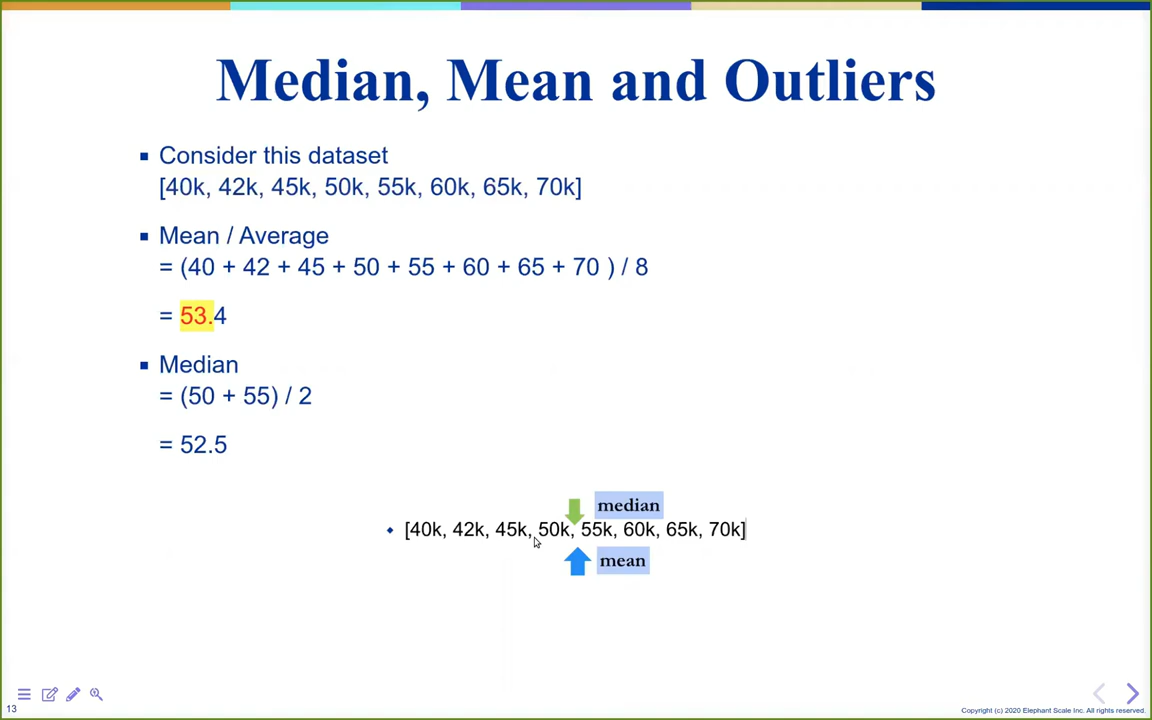 Median, Mean and Outliers
Consider this dataset
[40k, 42k, 45k, 50k, 55k, 60k, 65k, 70k]
Mean / Average
= (40 + 42 + 45 + 50 + 55 + 60 + 65 + 70 ) / 8
= 53.4
Median
= (50 + 55) / 2
= 52.5
median
[40k, 42k, 45k, 50k, 55k, 60k, 65k, 70k]
mean
13
Copyright (c) 2020 Elephant Scale Inc. All rights reserved.